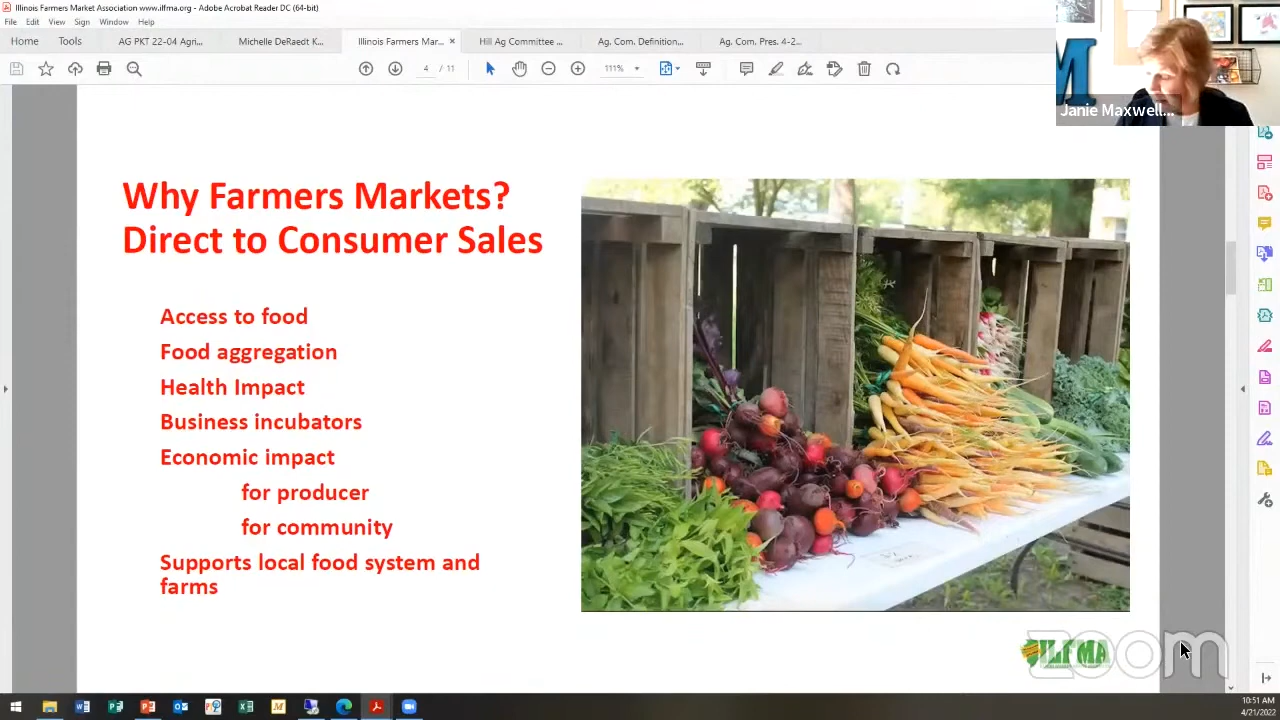 Illinois Farmers Market Association www.ilfma.org - Adobe Acrobat Reader DC (64-bit)
File Edit View Sign Window Help
Home Tools AG PKT 22-04 Agri... Michelle DeRaedt K... Illinois Farmers Mar... × Hill Ag Ed
Ag. Com. Definition... Ag. Com. Pres. 4-2...
4 / 11 111%
Janie Maxwell...
Why Farmers Markets?
Direct to Consumer Sales
Access to food
Food aggregation
Health Impact
Business incubators
Economic impact
for producer
for community
Supports local food system and
farms
ILFMA
zoom
10:51 AM
4/21/2022